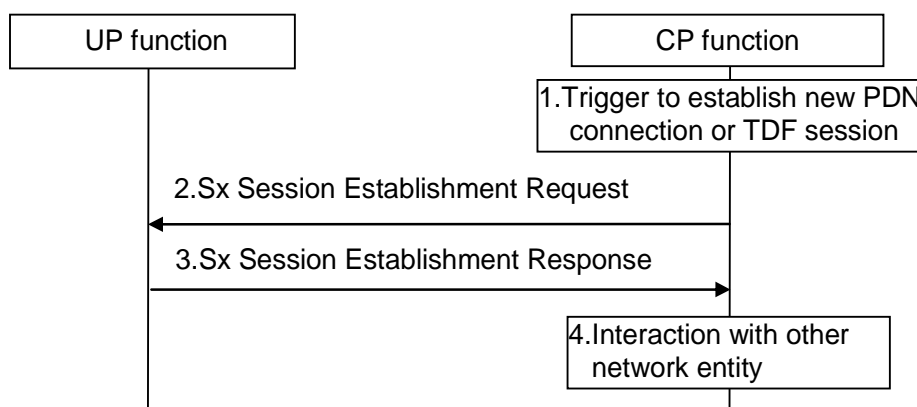 UP function
CP function
1.Trigger to establish new PDN
connection or TDF session
2.Sx Session Establishment Request
3.Sx Session Establishment Response
4.Interaction with other
network entity